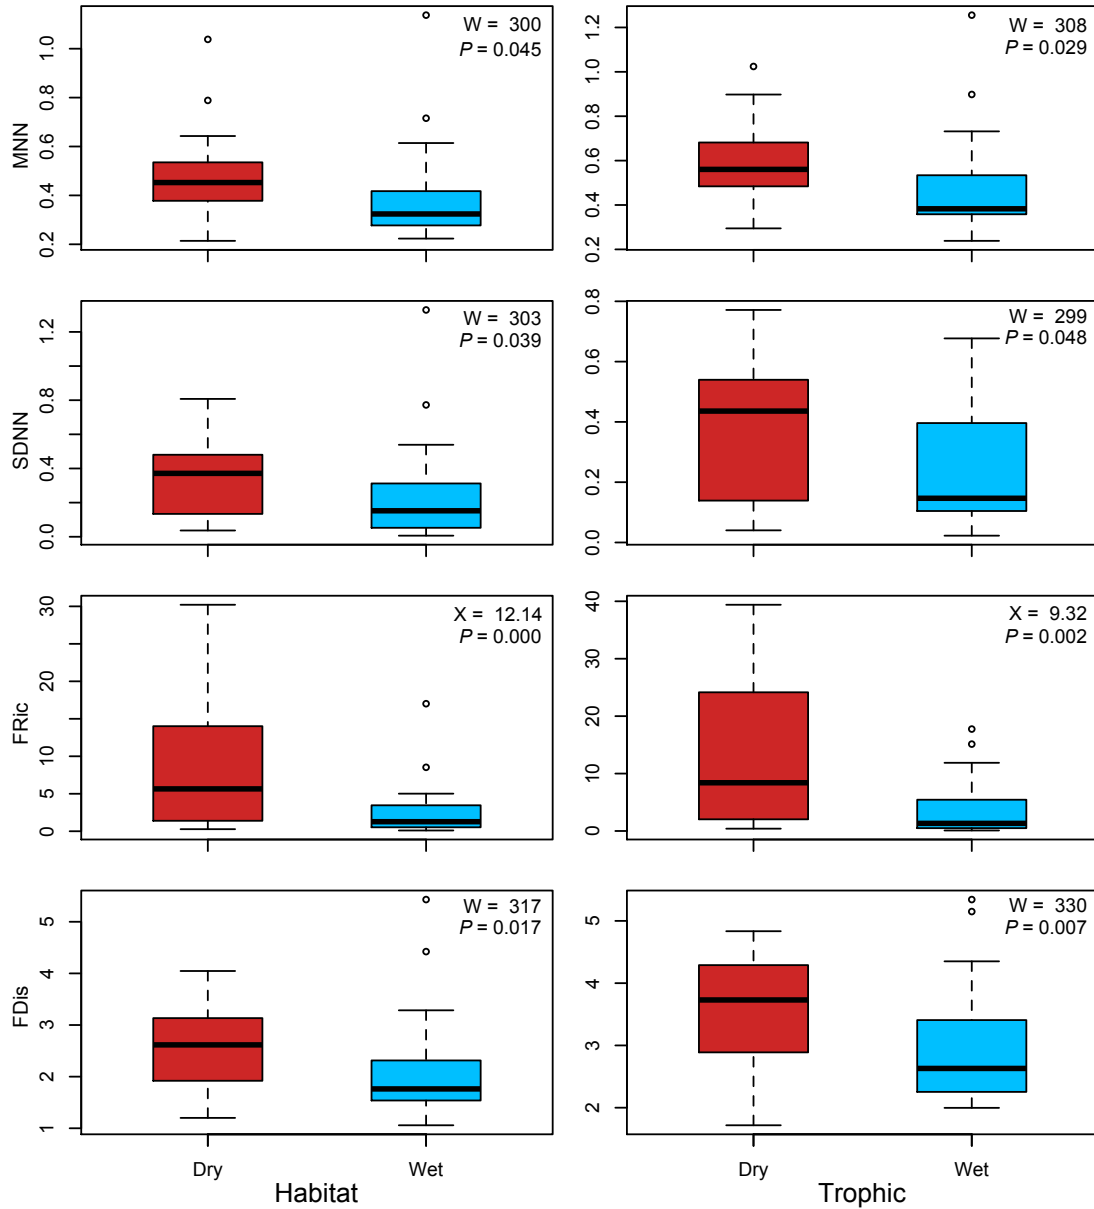 MNN
0.2
0.4
0.6
0.8
1.0
W = 300
P = 0.045
0.2
0.4
0.6
0.8
1.0
1.2
W = 308
P = 0.029
SDNN
0.0
0.4
0.8
1.2
W = 303
P = 0.039
0.0
0.2
0.4
0.6
0.8
W = 299
P = 0.048
FRic
0
5
10
20
30
X = 12.14
P = 0.000
0
10
20
30
40
X = 9.32
P = 0.002
FDis
1
2
3
4
5
W = 317
P = 0.017
2
3
4
5
W = 330
P = 0.007
Dry
Wet
Dry
Wet
Habitat
Trophic